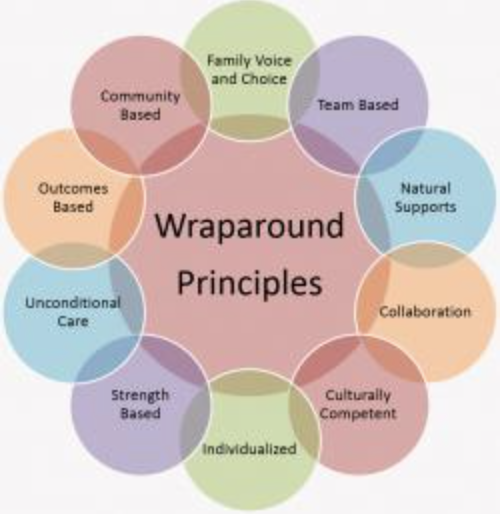 Family Voice
and Choice
Team Based
Natural
Supports
Collaboration
Culturally
Competent
Individualized
Strength
Based
Unconditional
Care
Outcomes
Based
Community
Based
Wraparound
Principles